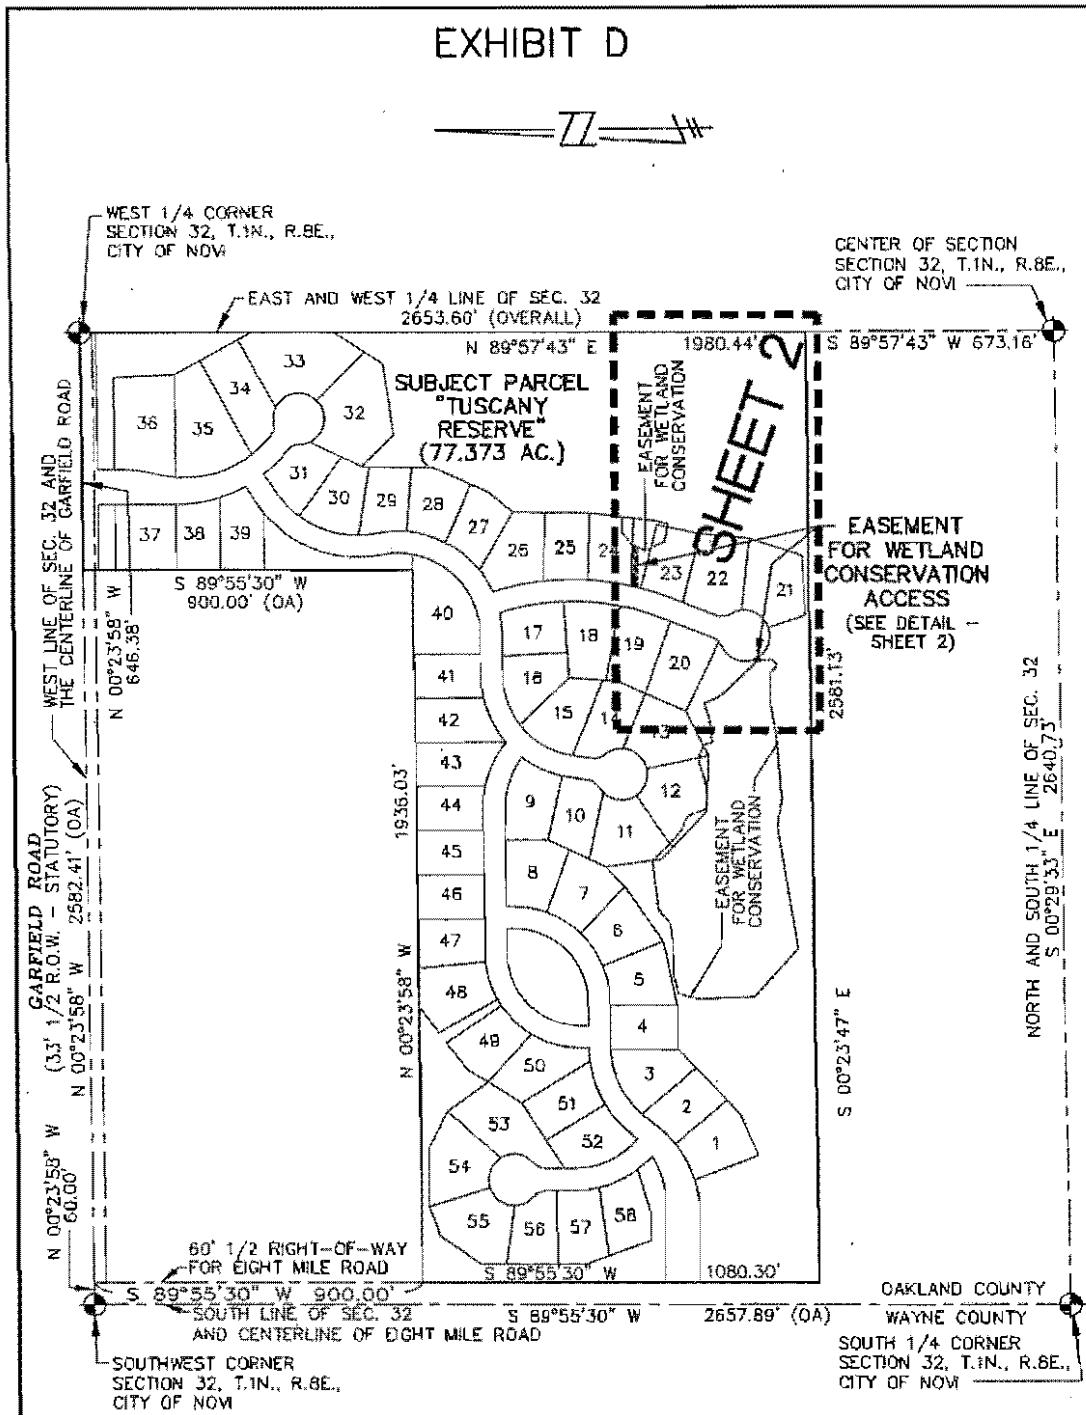 EXHIBIT D
WEST 1/4 CORNER
SECTION 32, T.1N., R.8E.,
CITY OF NOVI
CENTER OF SECTION
SECTION 32, T.1N., R.8E.,
CITY OF NOVI
EAST AND WEST 1/4 LINE OF SEC. 32
2653.60' (OVERALL)
N 89°57'43" E
1980.44'
S 89°57'43" W 673.16'
SUBJECT PARCEL
"TUSCANY
RESERVE"
(77.373 AC.)
EASEMENT
FOR WETLAND
CONSERVATION
SHEET 2
EASEMENT
FOR WETLAND
CONSERVATION
ACCESS
(SEE DETAIL -
SHEET 2)
WEST LINE OF SEC. 32 AND
THE CENTERLINE OF GARFIELD ROAD
N 00°23'58" W
646.38'
S 89°55'30" W
900.00' (OA)
33
34
32
36
35
31
30
29
28
27
37
38
39
26
25
24
23
22
21
40
17
18
19
20
41
16
42
15
14
13
43
12
44
9
10
11
45
8
7
46
6
47
5
48
4
49
50
3
51
2
53
52
1
54
55
56
57
58
2581.13'
1936.03'
N 00°23'58" W
EASEMENT
FOR WETLAND
CONSERVATION
S 00°23'47" E
NORTH AND SOUTH 1/4 LINE OF SEC. 32
S 00°29'33" E 2640.73'
GARFIELD ROAD
(33' 1/2 R.O.W. - STATUTORY)
N 00°23'58" W 2582.41' (OA)
N 00°23'58" W
60.00'
60' 1/2 RIGHT-OF-WAY
FOR EIGHT MILE ROAD
S 89°55'30" W 1080.30'
S 89°55'30" W 900.00'
OAKLAND COUNTY
SOUTH LINE OF SEC. 32
AND CENTERLINE OF EIGHT MILE ROAD
S 89°55'30" W 2657.89' (OA)
WAYNE COUNTY
SOUTHWEST CORNER
SECTION 32, T.1N., R.8E.,
CITY OF NOVI
SOUTH 1/4 CORNER
SECTION 32, T.1N., R.8E.,
CITY OF NOVI